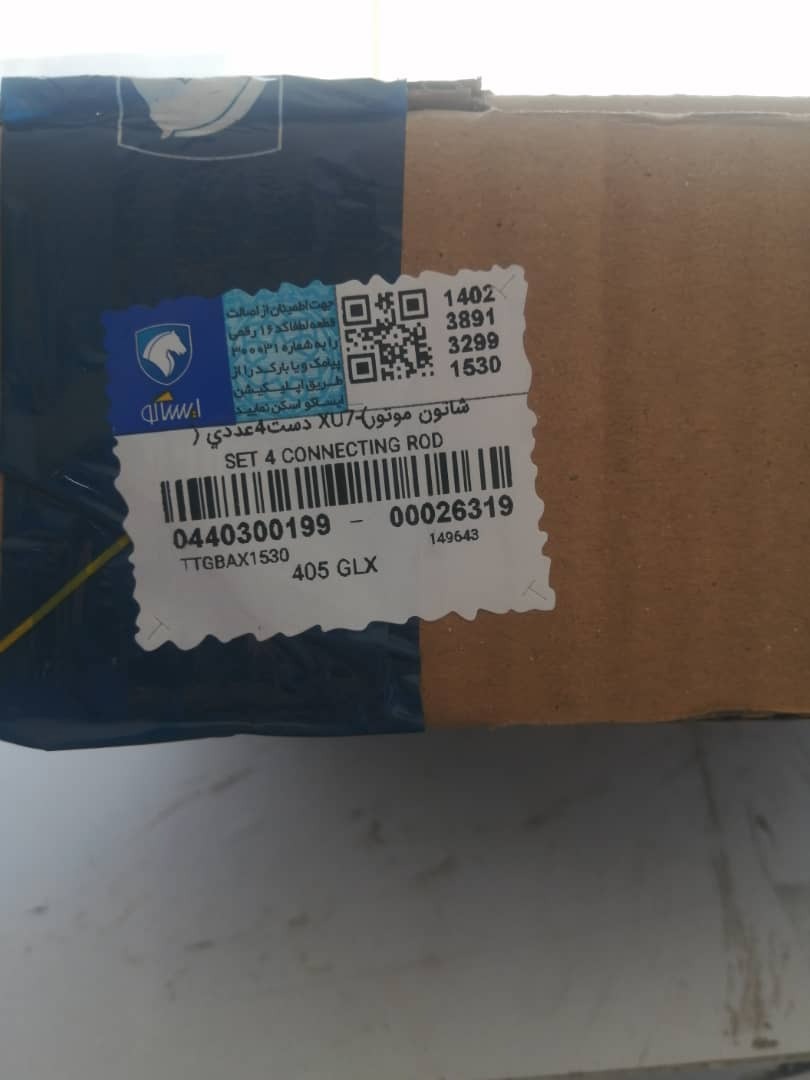 جهت اطمینان از اصالت
قطعه لطفا کد ۱۶ رقمی
را به شماره ۳۰۰۰۳۱
پیامک و یا بارکد را از
طریق اپلیکیشن
ایساکو اسکن نمایید
1402
3891
3299
1530
ایساکو
شاتون موتور(XU7-دست4عددي )
SET 4 CONNECTING ROD
0440300199 - 00026319
TTGBAX1530
149643
405 GLX